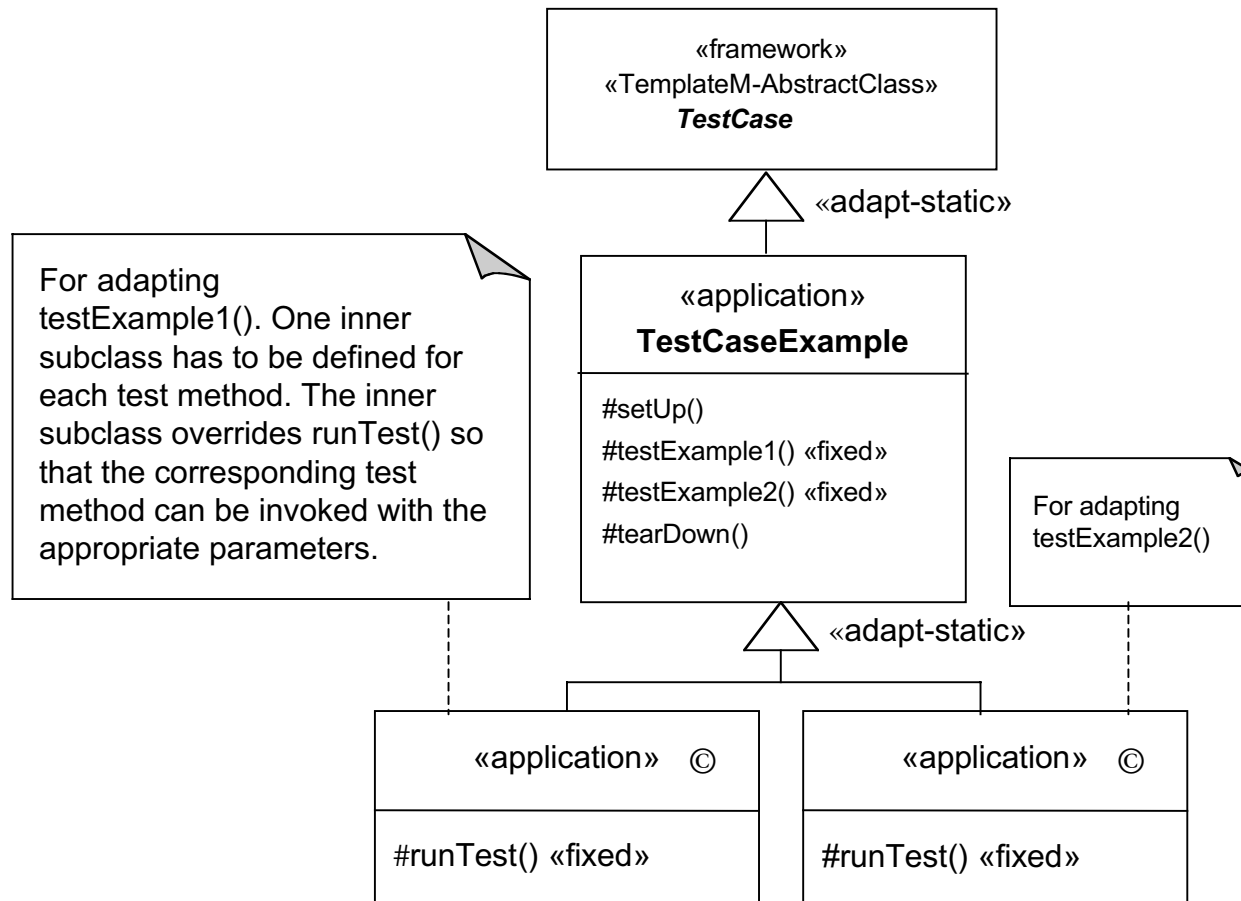 «framework»
«TemplateM-AbstractClass»
TestCase
«adapt-static»
For adapting
testExample1(). One inner
subclass has to be defined for
each test method. The inner
subclass overrides runTest() so
that the corresponding test
method can be invoked with the
appropriate parameters.
«application»
TestCaseExample
#setUp()
#testExample1() «fixed»
#testExample2() «fixed»
#tearDown()
For adapting
testExample2()
«adapt-static»
«application» ©
#runTest() «fixed»
«application» ©
#runTest() «fixed»